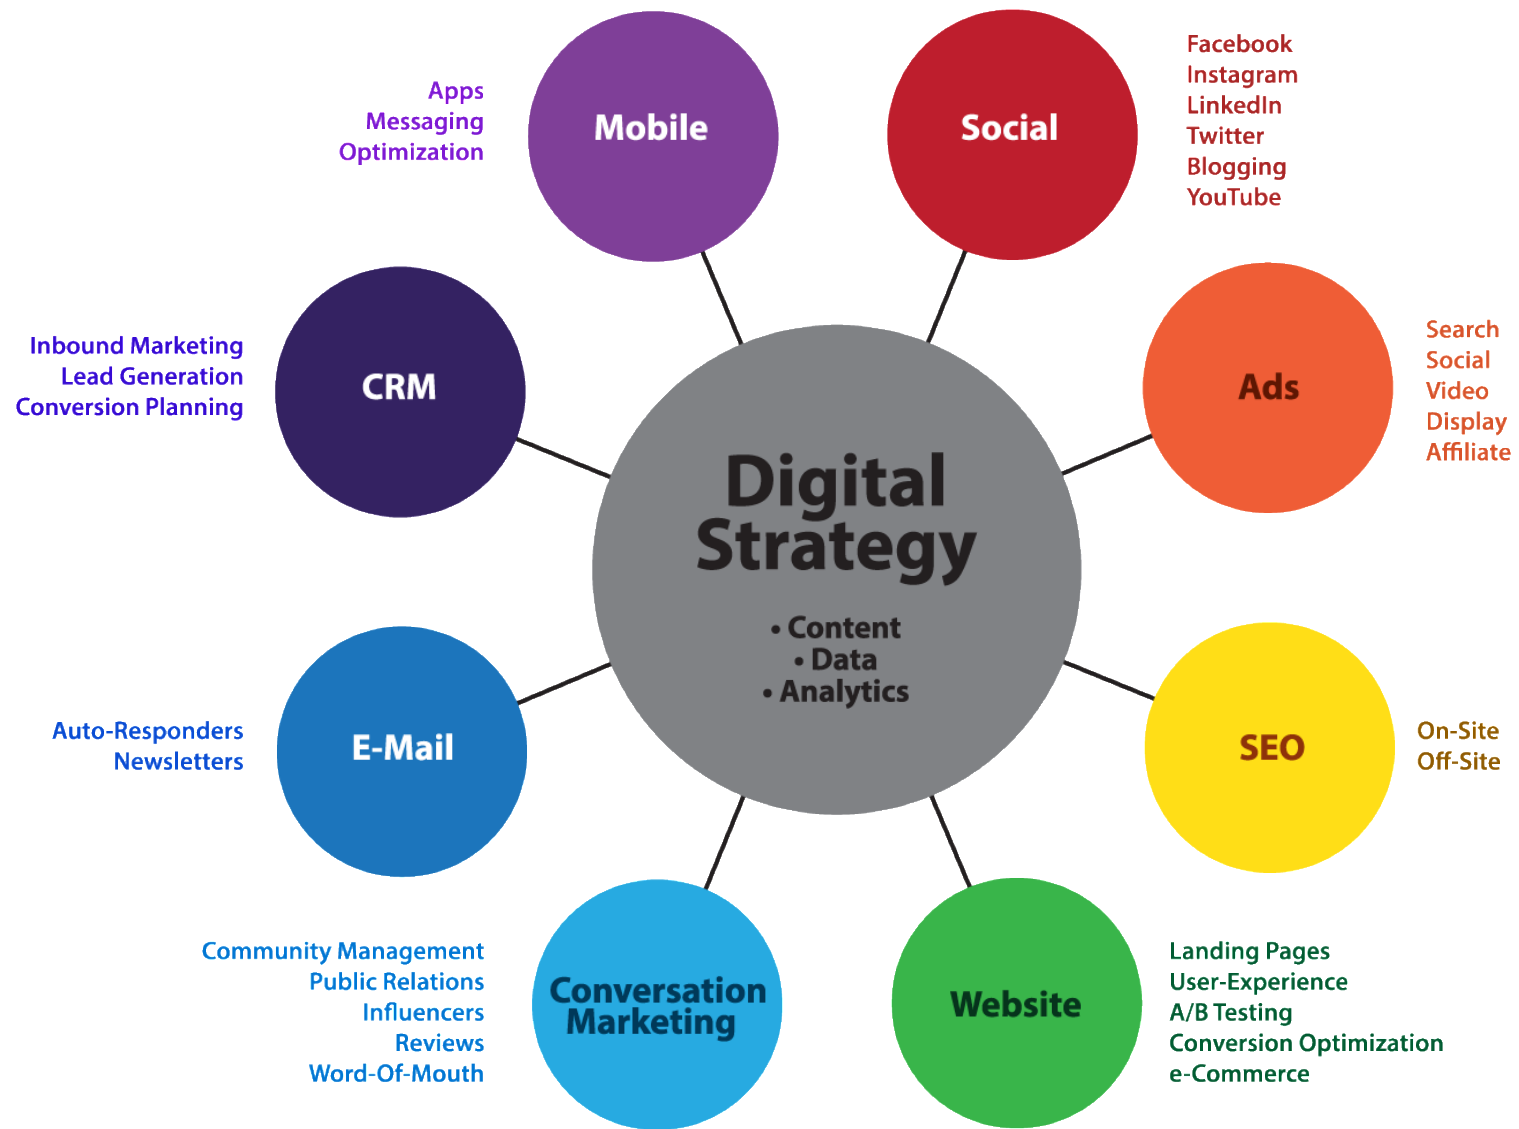 Apps
Messaging
Optimization
Mobile
Social
Facebook
Instagram
LinkedIn
Twitter
Blogging
YouTube
Inbound Marketing
Lead Generation
Conversion Planning
CRM
Ads
Search
Social
Video
Display
Affiliate
Digital
Strategy
• Content
• Data
• Analytics
Auto-Responders
Newsletters
E-Mail
SEO
On-Site
Off-Site
Community Management
Public Relations
Influencers
Reviews
Word-Of-Mouth
Conversation
Marketing
Website
Landing Pages
User-Experience
A/B Testing
Conversion Optimization
e-Commerce